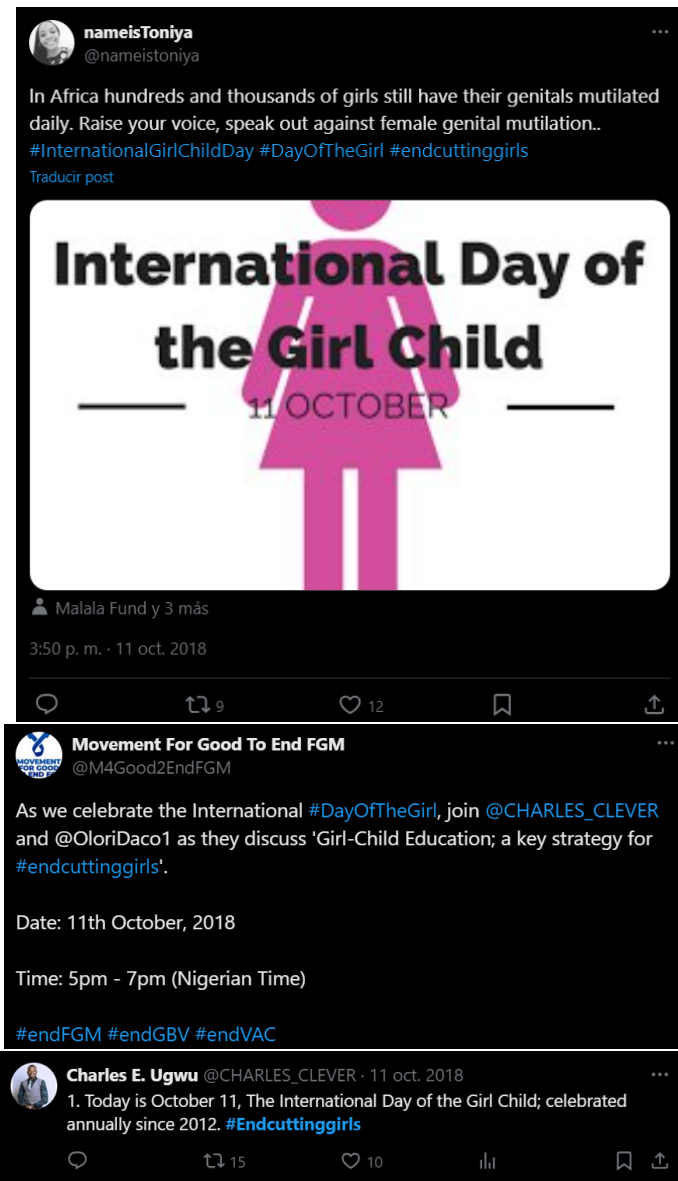 nameisToniya
@nameistoniya
In Africa hundreds and thousands of girls still have their genitals mutilated
daily. Raise your voice, speak out against female genital mutilation..
#InternationalGirlChildDay #DayOfTheGirl #endcuttinggirls
Traducir post
International Day of
the Girl Child
11 OCTOBER
Malala Fund y 3 más
3:50 p. m. · 11 oct. 2018
9 12
MOVEMENT
FOR GOOD
END
Movement For Good To End FGM
@M4Good2EndFGM
As we celebrate the International #DayOfTheGirl, join @CHARLES_CLEVER
and @OloriDaco1 as they discuss 'Girl-Child Education; a key strategy for
#endcuttinggirls'.
Date: 11th October, 2018
Time: 5pm - 7pm (Nigerian Time)
#endFGM #endGBV #endVAC
Charles E. Ugwu @CHARLES_CLEVER · 11 oct. 2018
1. Today is October 11, The International Day of the Girl Child; celebrated
annually since 2012. #Endcuttinggirls
15 10